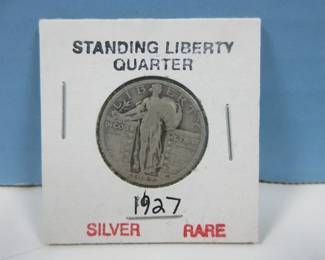 STANDING LIBERTY
QUARTER
LIBERTY
1927
SILVER RARE